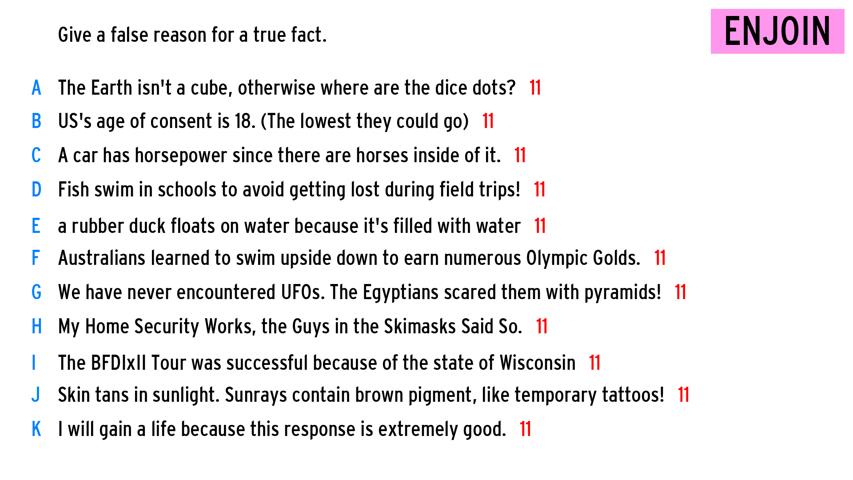 Give a false reason for a true fact.
ENJOIN
A The Earth isn't a cube, otherwise where are the dice dots? 11
B US's age of consent is 18. (The lowest they could go) 11
C A car has horsepower since there are horses inside of it. 11
D Fish swim in schools to avoid getting lost during field trips! 11
E a rubber duck floats on water because it's filled with water 11
F Australians learned to swim upside down to earn numerous Olympic Golds. 11
G We have never encountered UFOs. The Egyptians scared them with pyramids! 11
H My Home Security Works, the Guys in the Skimasks Said So. 11
I The BFDIxII Tour was successful because of the state of Wisconsin 11
J Skin tans in sunlight. Sunrays contain brown pigment, like temporary tattoos! 11
K I will gain a life because this response is extremely good. 11